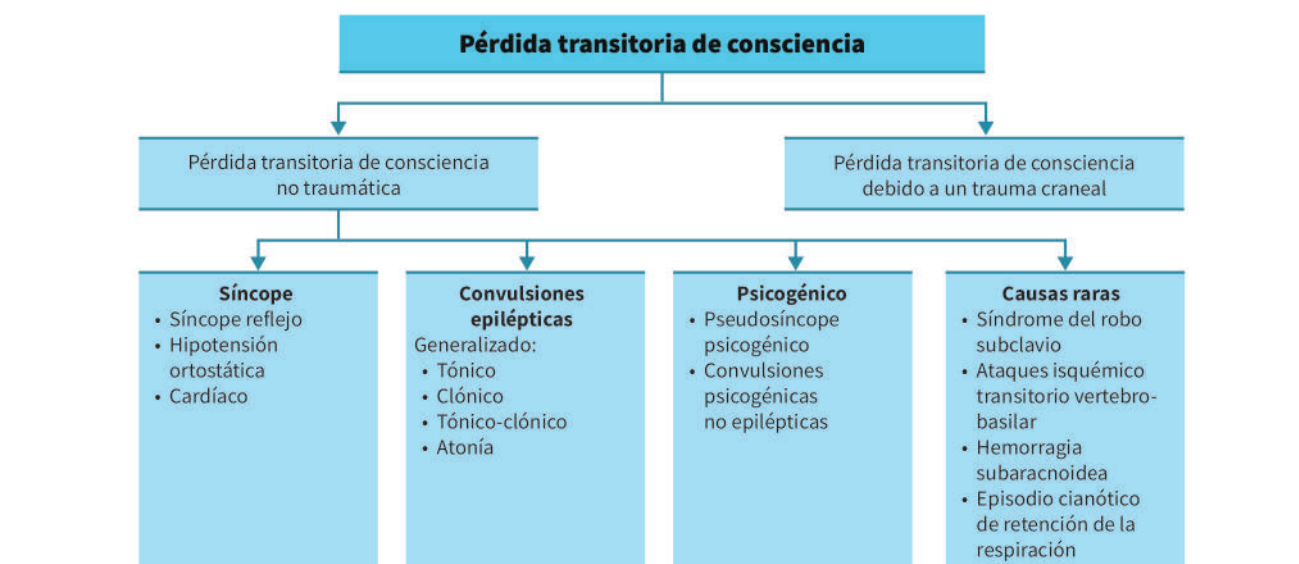 Pérdida transitoria de consciencia
Pérdida transitoria de consciencia
no traumática
Pérdida transitoria de consciencia
debido a un trauma craneal
Síncope
• Síncope reflejo
• Hipotensión
ortostática
• Cardíaco
Convulsiones
epilépticas
Generalizado:
• Tónico
• Clónico
• Tónico-clónico
• Atonía
Psicogénico
• Pseudosíncope
psicogénico
• Convulsiones
psicogénicas
no epilépticas
Causas raras
• Síndrome del robo
subclavio
• Ataques isquémico
transitorio vertebro-
basilar
• Hemorragia
subaracnoidea
• Episodio cianótico
de retención de la
respiración